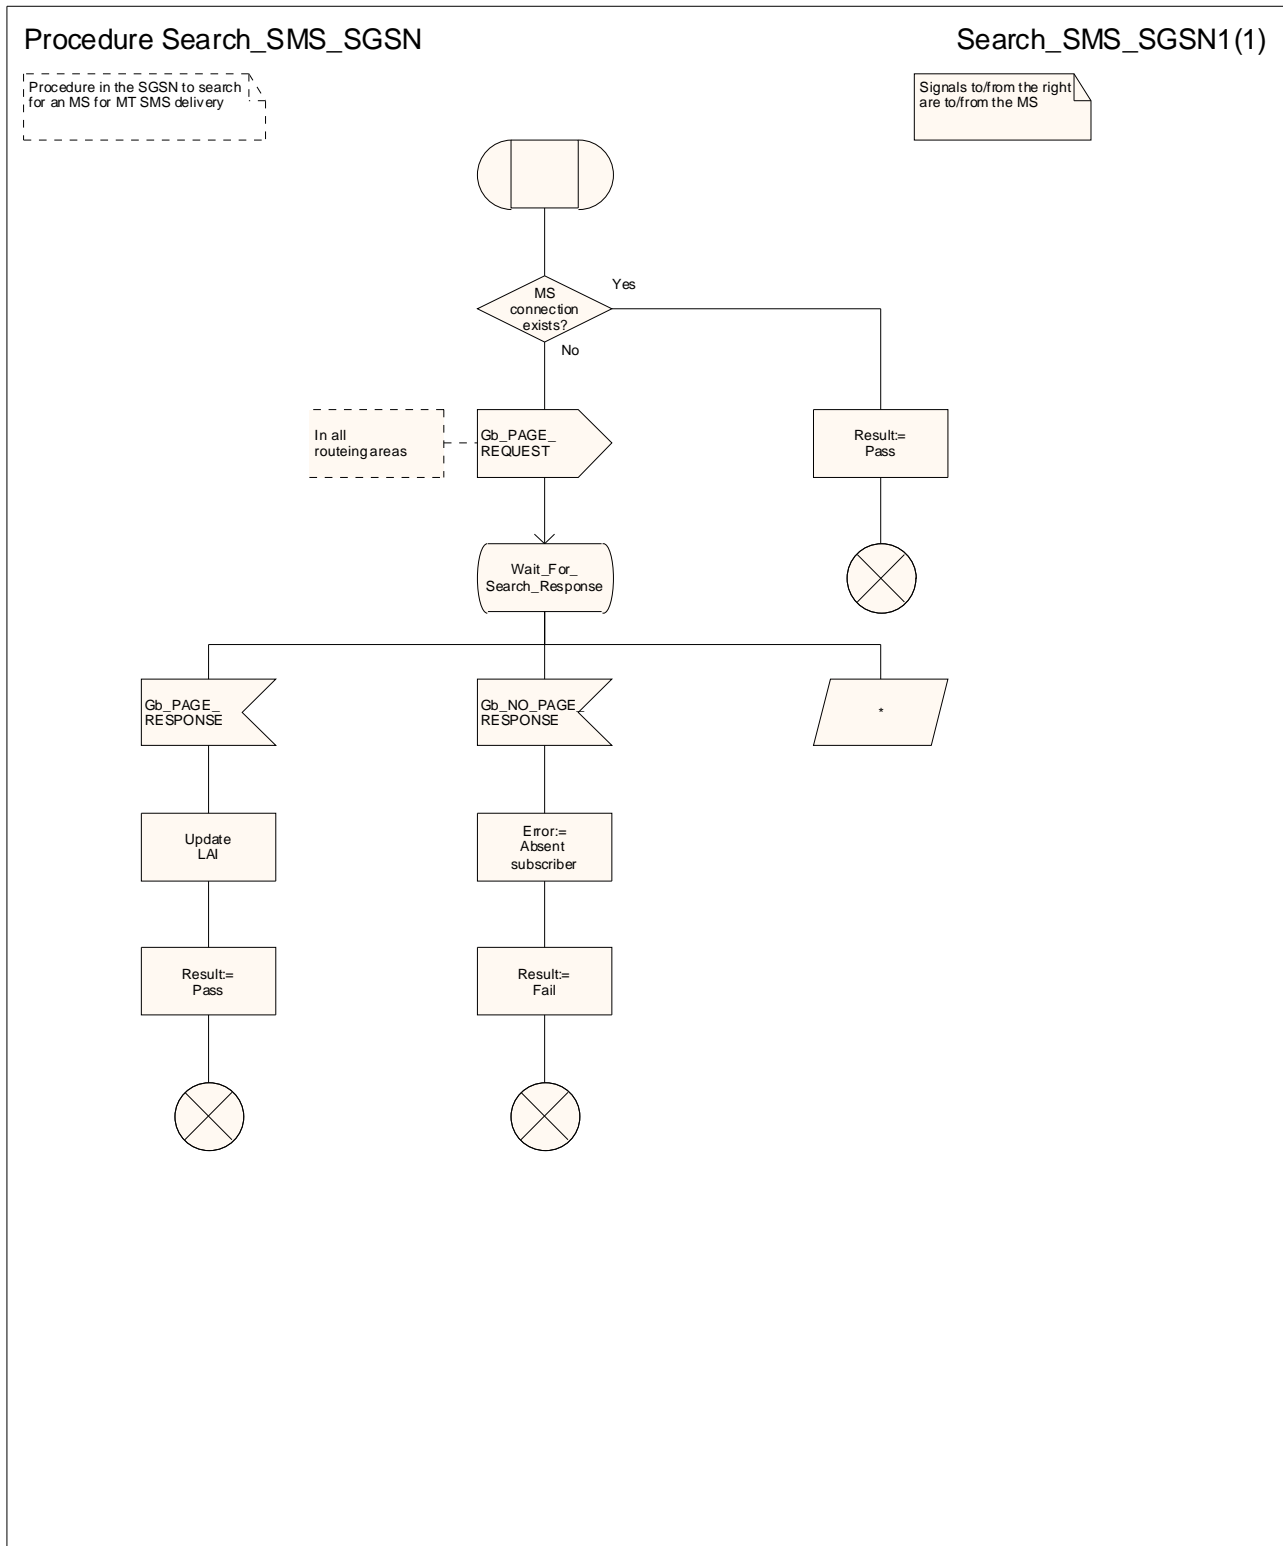 Procedure Search_SMS_SGSN
Search_SMS_SGSN1(1)
Procedure in the SGSN to search
for an MS for MT SMS delivery
Signals to/from the right
are to/from the MS
MS
connection
exists?
Yes
No
In all
routeing areas
Gb_PAGE_
REQUEST
Result:=
Pass
Wait_For_
Search_Response
Gb_PAGE_
RESPONSE
Gb_NO_PAGE_
RESPONSE
*
Update
LAI
Error:=
Absent
subscriber
Result:=
Pass
Result:=
Fail